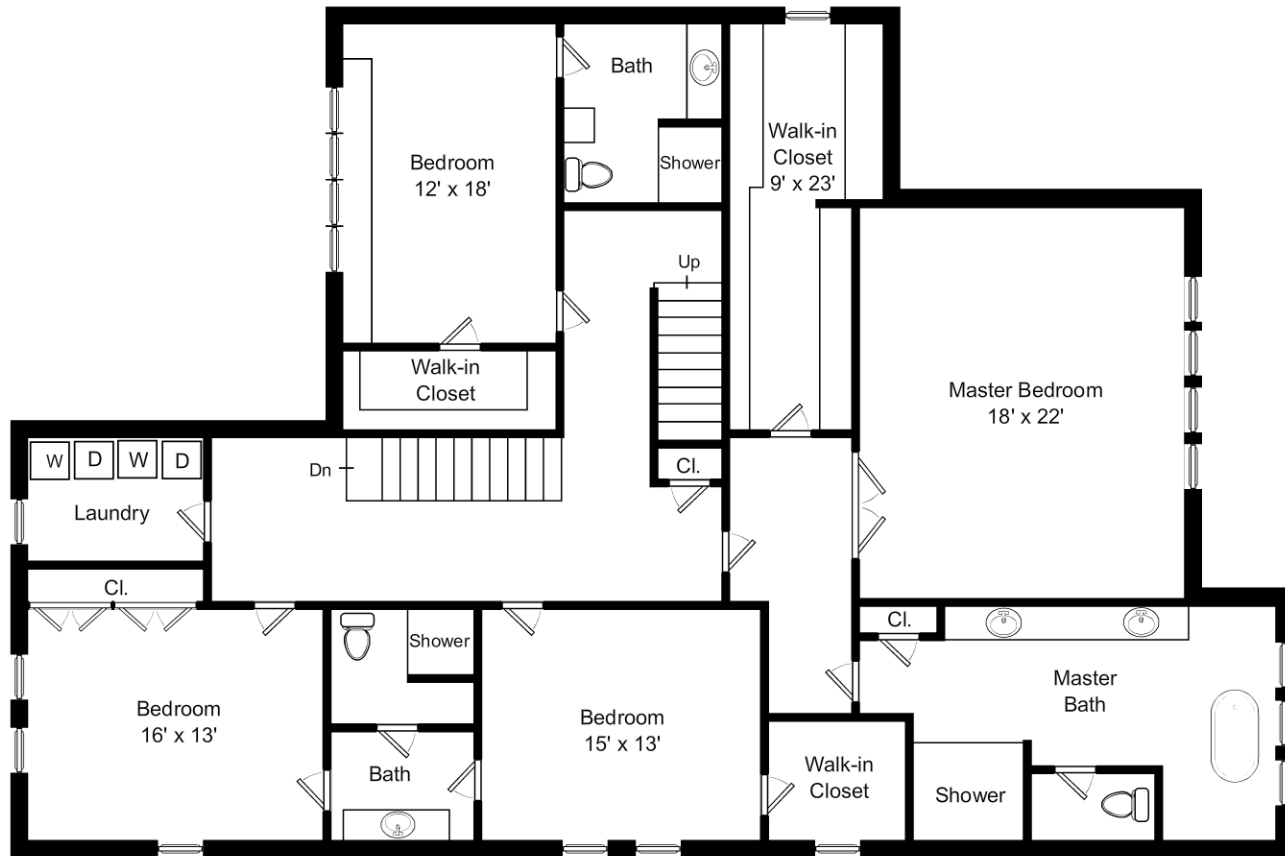 Bath
Walk-in
Closet
9' x 23'
Bedroom
12' x 18'
Shower
Up
Walk-in
Closet
Master Bedroom
18' x 22'
W
D
W
D
Dn
Cl.
Laundry
Cl.
Cl.
Shower
Master
Bath
Bedroom
16' x 13'
Bedroom
15' x 13'
Bath
Walk-in
Closet
Shower